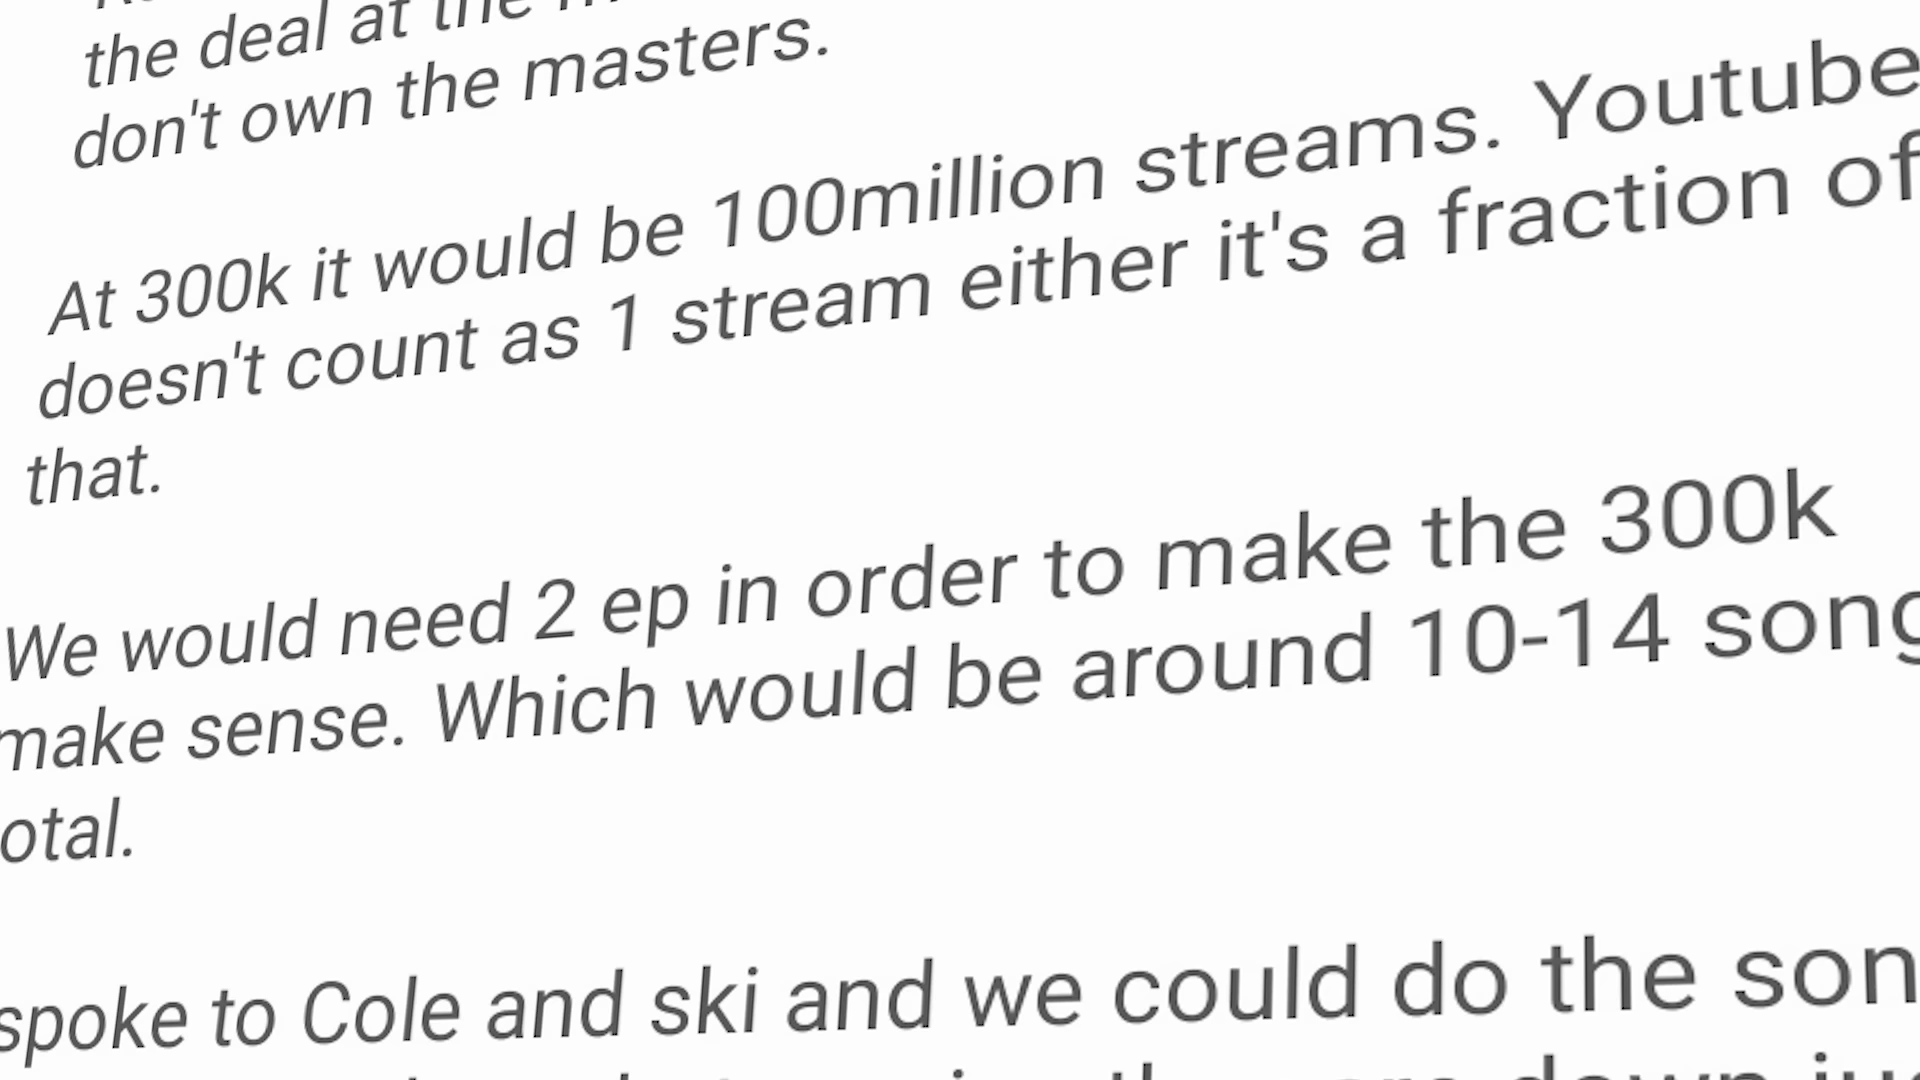 the deal at the
don't own the masters.
At 300k it would be 100million streams. Youtube
doesn't count as 1 stream either it's a fraction of
that.
We would need 2 ep in order to make the 300k
make sense. Which would be around 10-14 song
otal.
spoke to Cole and ski and we could do the son